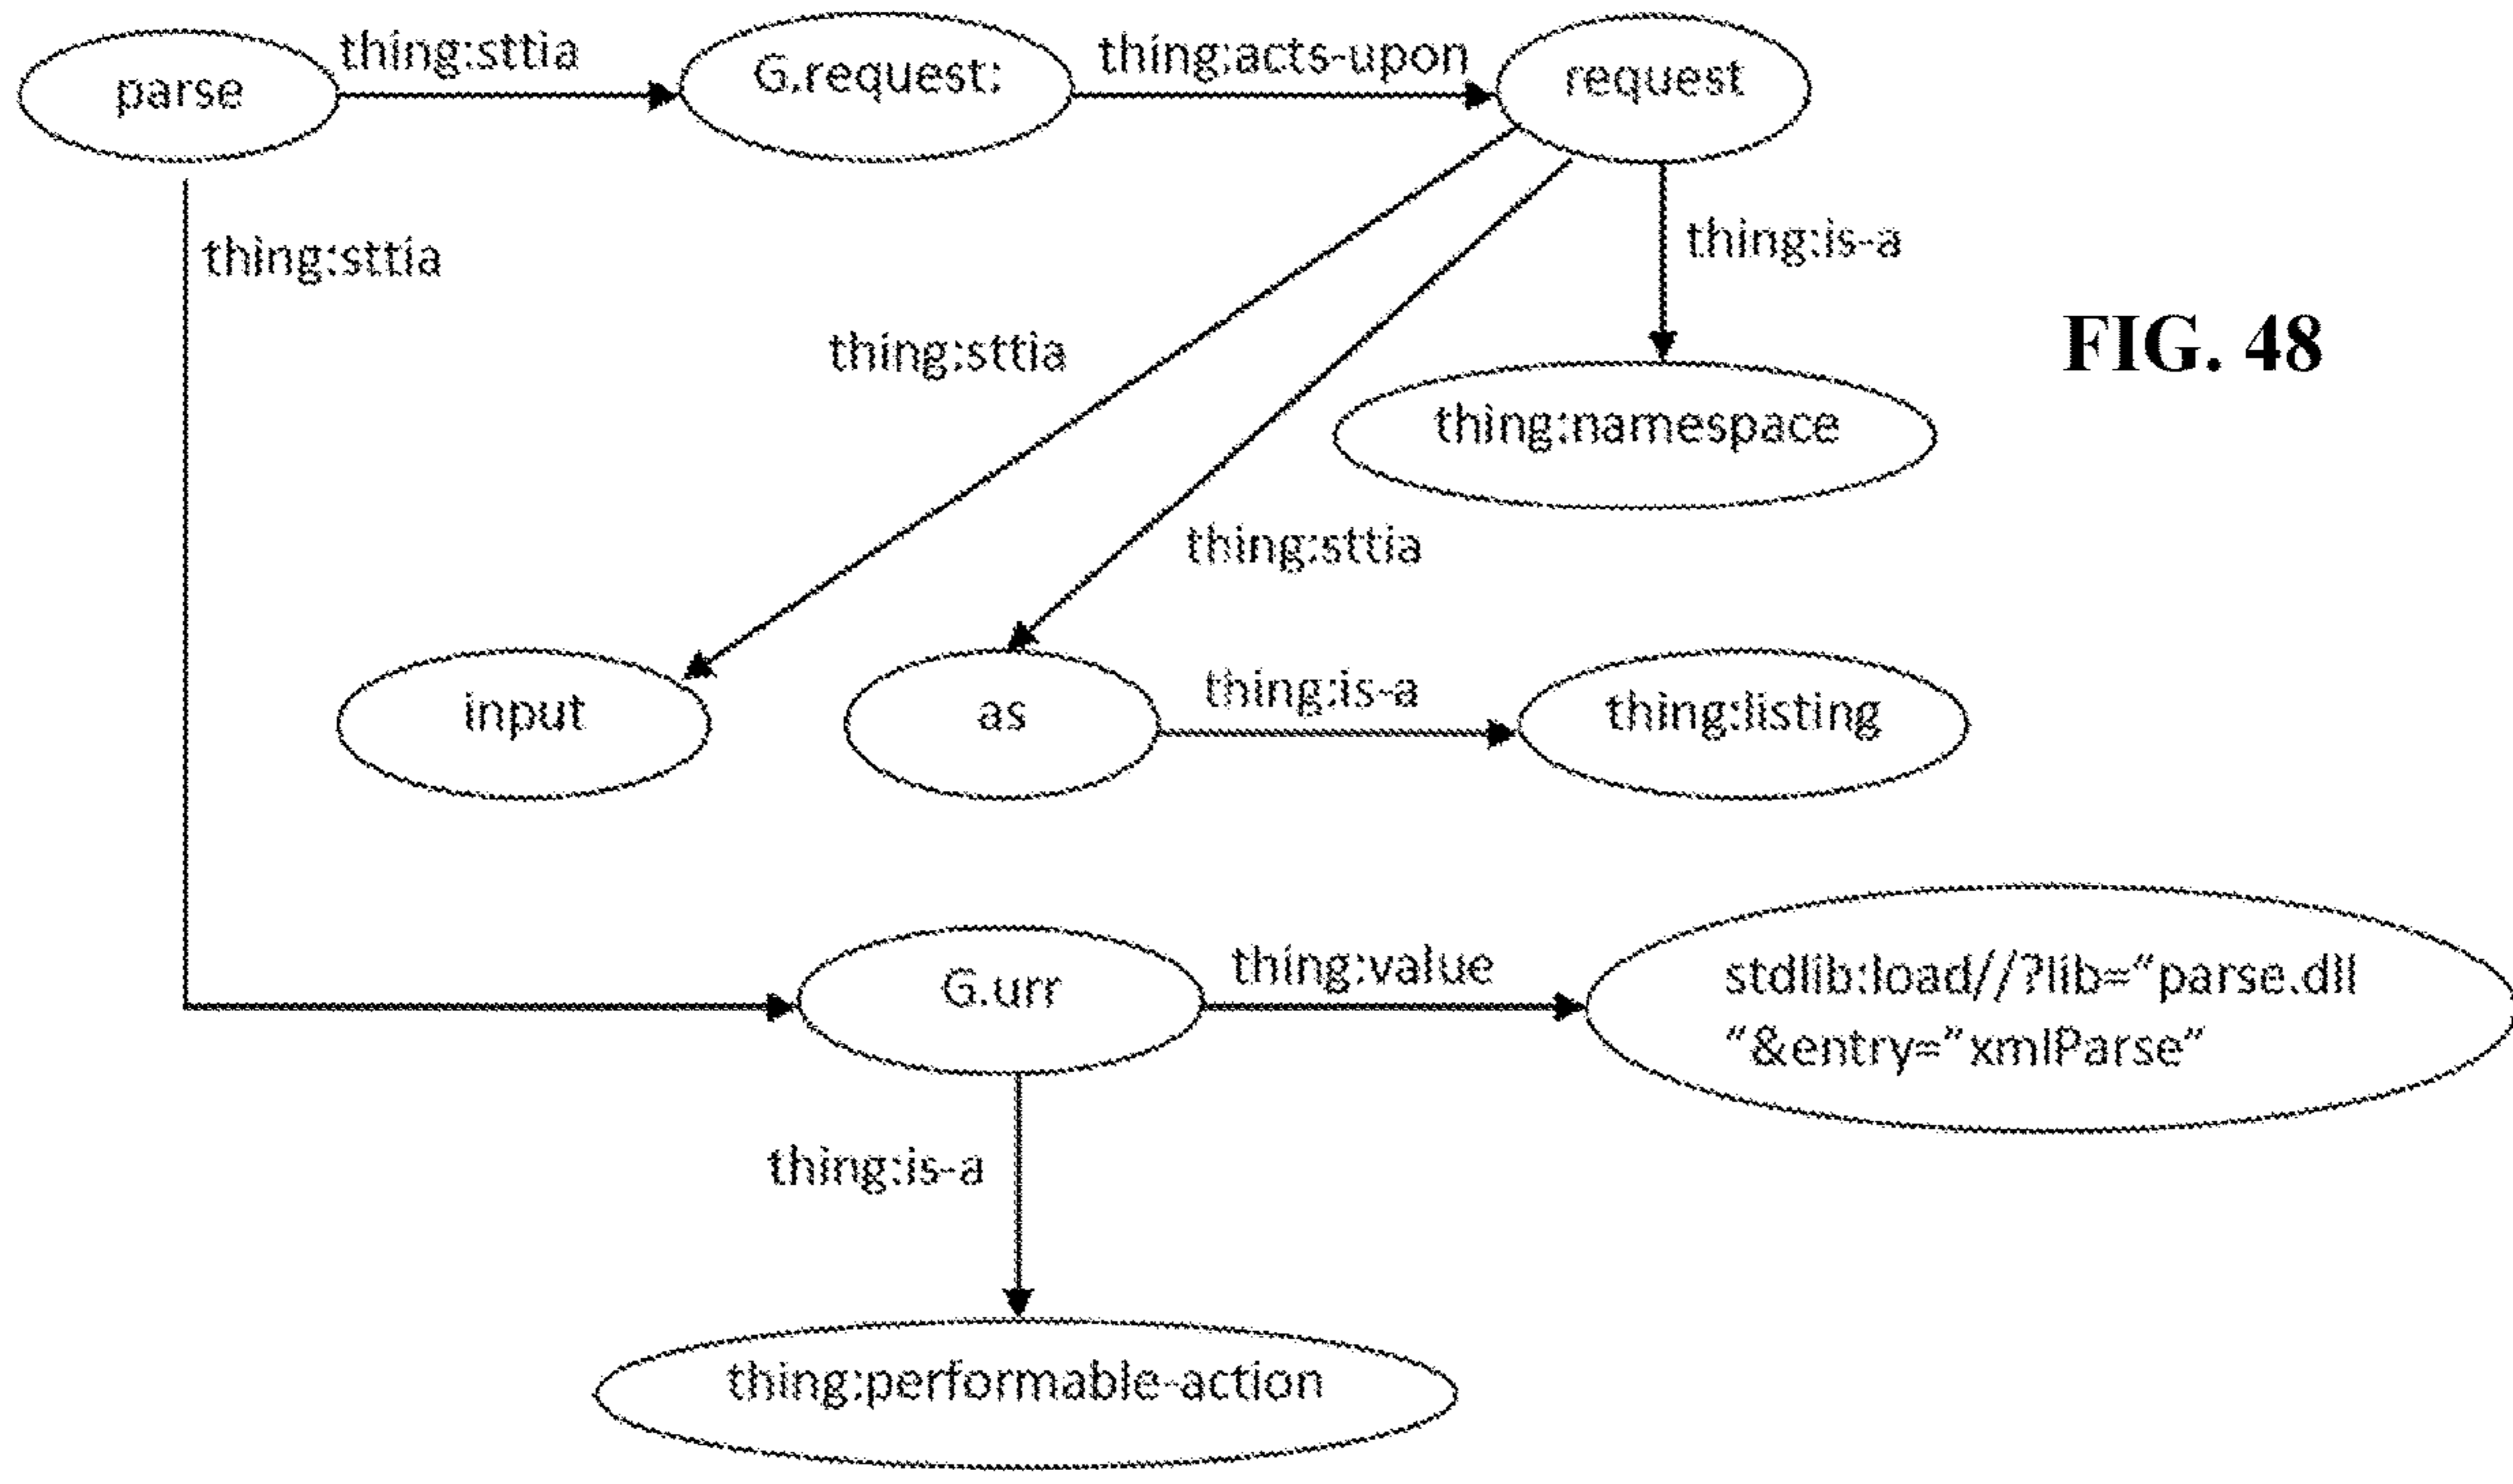 parse
thing:sttia
G.request:
thing:acts-upon
request
thing:sttia
thing:is-a
FIG. 48
thing:sttia
thing:namespace
thing:sttia
input
as
thing:is-a
thing:listing
G.urr
thing:value
stdlib:load//?lib=“parse.dll
“&entry=”xmlParse“
thing:is-a
thing:performable-action